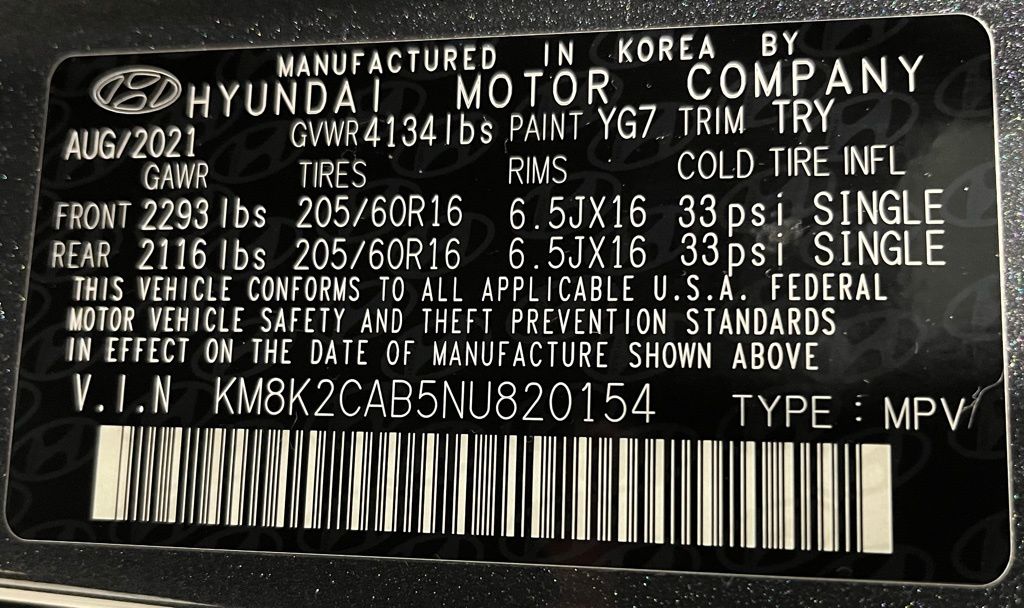 MANUFACTURED IN KOREA BY
HYUNDAI MOTOR COMPANY
AUG/2021 GVWR 4134lbs PAINT YG7 TRIM TRY
GAWR TIRES RIMS COLD TIRE INFL
FRONT 2293 lbs 205/60R16 6.5JX16 33psi SINGLE
REAR 2116 lbs 205/60R16 6.5JX16 33psi SINGLE
THIS VEHICLE CONFORMS TO ALL APPLICABLE U.S.A. FEDERAL
MOTOR VEHICLE SAFETY AND THEFT PREVENTION STANDARDS
IN EFFECT ON THE DATE OF MANUFACTURE SHOWN ABOVE
V.I.N KM8K2CAB5NU820154 TYPE : MPV